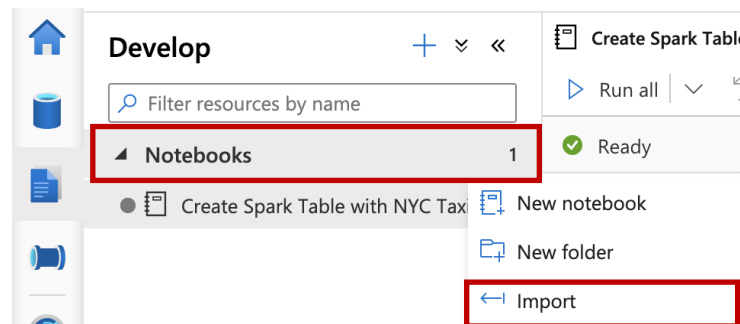 Develop
Filter resources by name
Notebooks 1
Create Spark Table with NYC Taxi
Create Spark Table
Run all
Ready
New notebook
New folder
Import